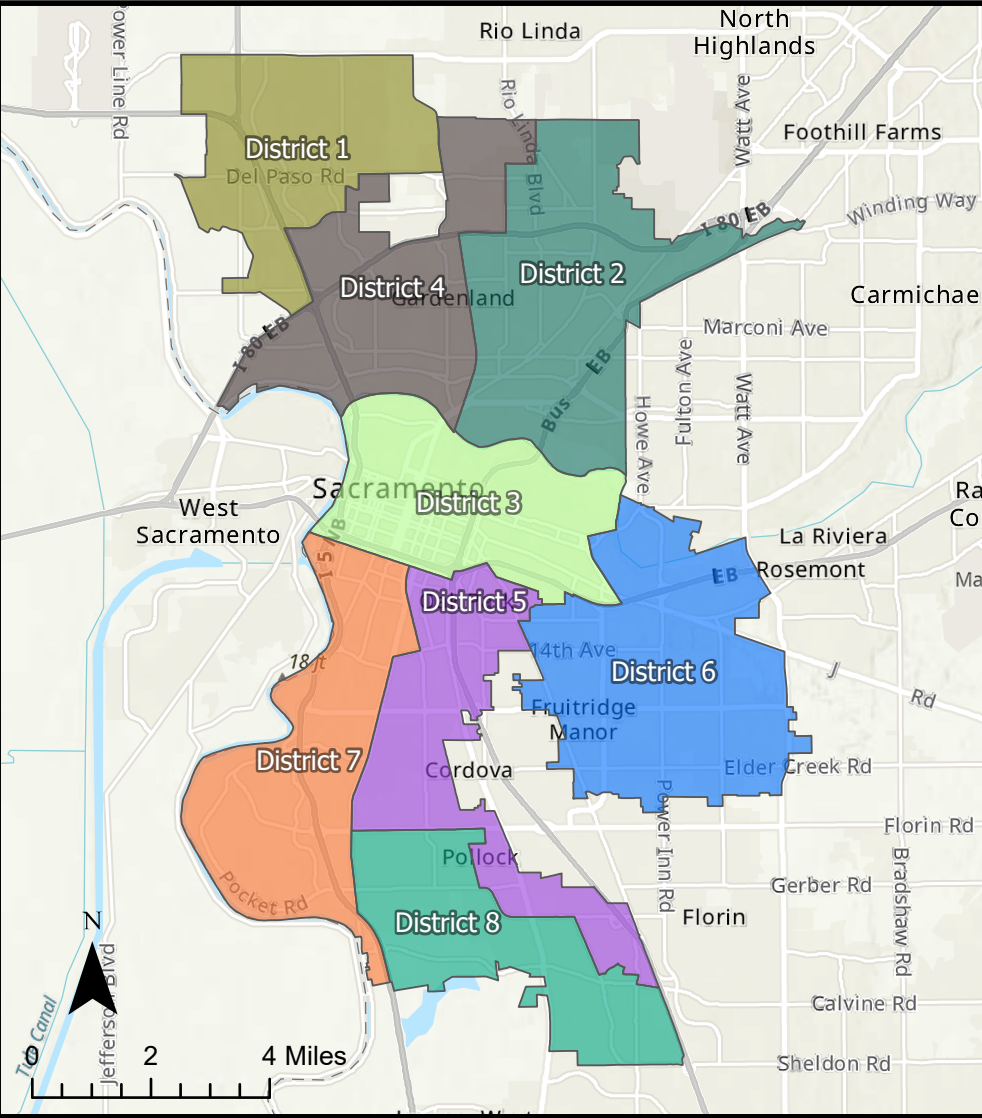 Power Line Rd
Rio Linda
North
Highlands
Rio Linda Blvd
Watt Ave
Foothill Farms
District 1
Del Paso Rd
I 80 EB
Winding Way
District 2
District 4
Gardenland
Carmichae
I 80 EB
Marconi Ave
Fulton Ave
Bus
EB
Howe Ave
Watt Ave
Sacramento
District 3
West
Sacramento
I 5 NB
Ra
Co
La Riviera
EB
Rosemont
Ma
District 5
14th Ave
District 6
18 ft
J
Rd
Fruitridge
Manor
District 7
Cordova
Elder Creek Rd
Power Inn Rd
Florin Rd
Pollock
Bradshaw Rd
Gerber Rd
Pocket Rd
District 8
Florin
N
Jefferson Blvd
Calvine Rd
0 2 4 Miles
Sheldon Rd